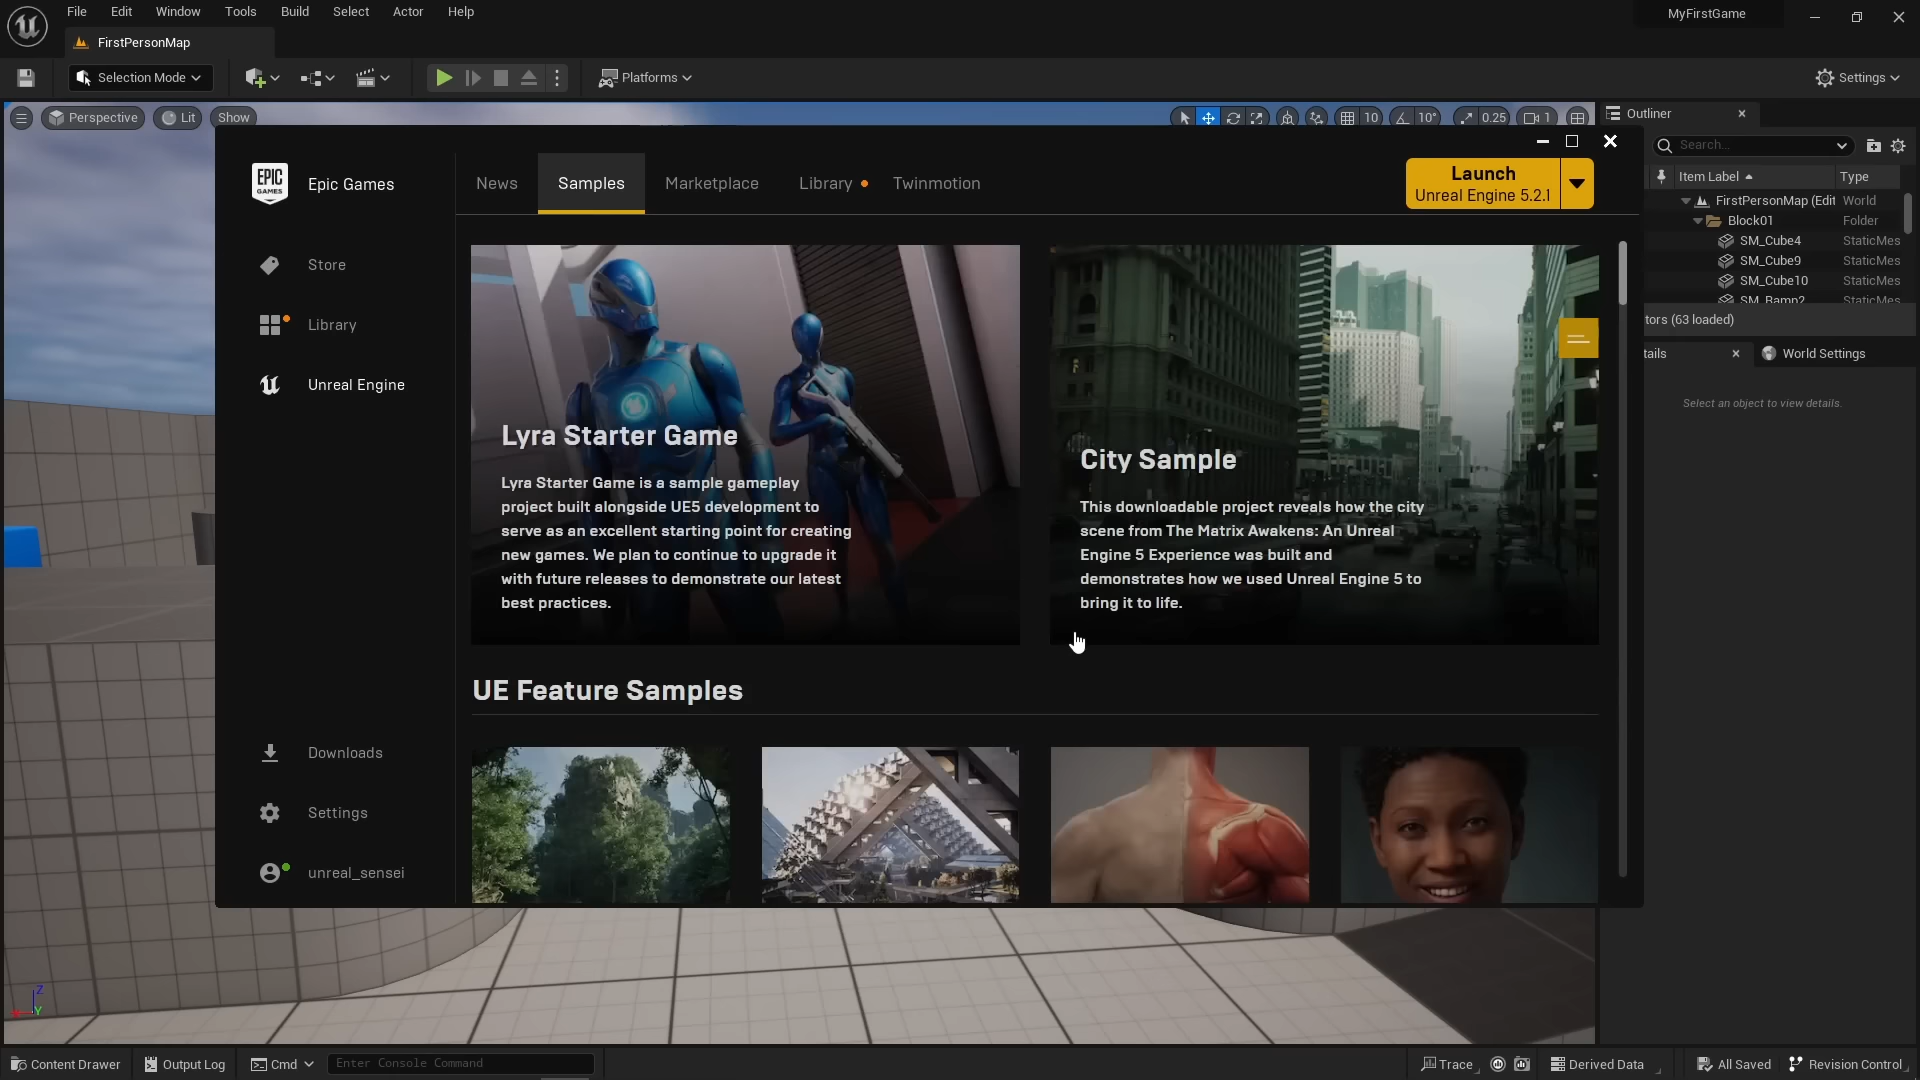 File Edit Window Tools Build Select Actor Help
MyFirstGame
FirstPersonMap
Selection Mode
Platforms
Settings
Perspective Lit Show
10 10° 0.25 1
Outliner
Search...
Item Label Type
FirstPersonMap (Edit World
Block01 Folder
SM_Cube4 StaticMes
SM_Cube9 StaticMes
SM_Cube10 StaticMes
SM_Ramp2 StaticMes
tors (63 loaded)
tails World Settings
Select an object to view details.
EPIC
GAMES
Epic Games
Store
Library
Unreal Engine
Downloads
Settings
unreal_sensei
News Samples Marketplace Library Twinmotion
Launch
Unreal Engine 5.2.1
Lyra Starter Game
Lyra Starter Game is a sample gameplay
project built alongside UE5 development to
serve as an excellent starting point for creating
new games. We plan to continue to upgrade it
with future releases to demonstrate our latest
best practices.
City Sample
This downloadable project reveals how the city
scene from The Matrix Awakens: An Unreal
Engine 5 Experience was built and
demonstrates how we used Unreal Engine 5 to
bring it to life.
UE Feature Samples
Z
Y
Content Drawer Output Log Cmd Enter Console Command
Trace Derived Data All Saved Revision Control